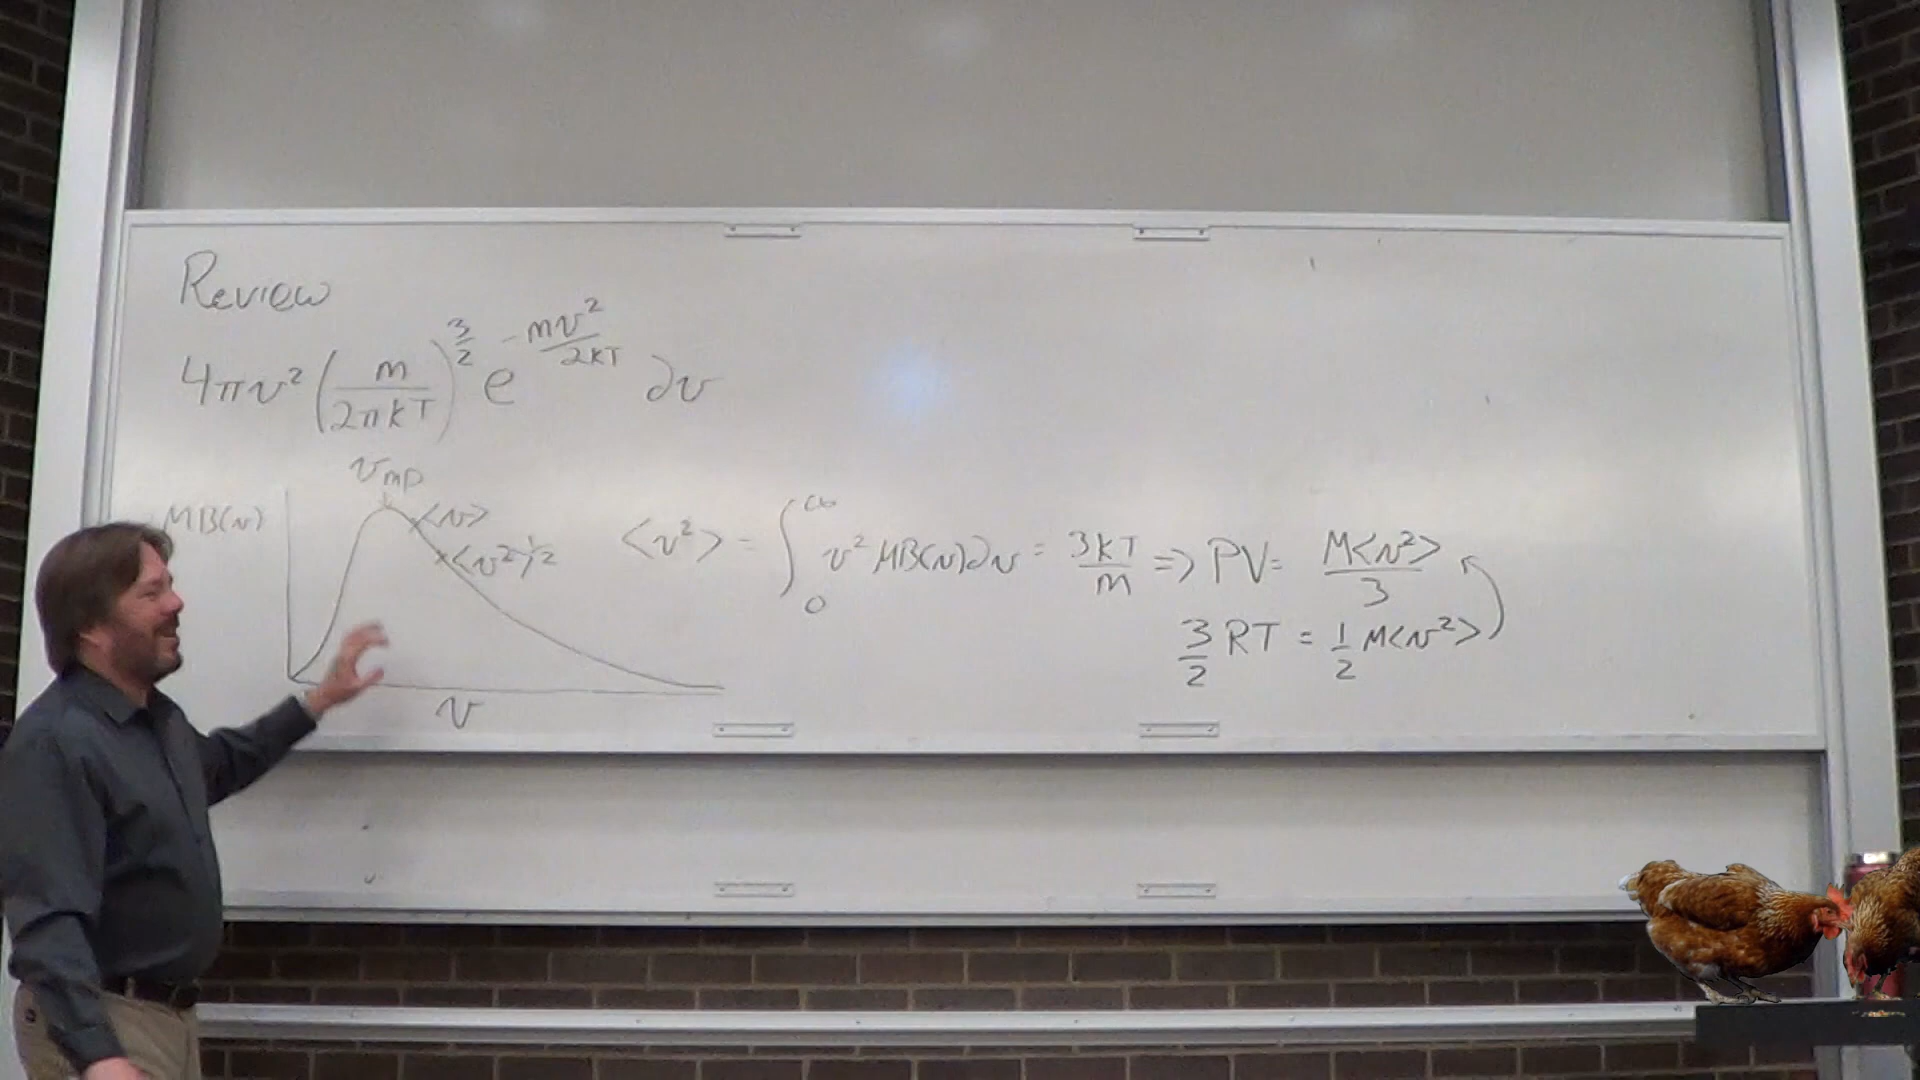 Review
4πv² (m/2πkT)^3/2 e^-mv²/2kT ∂v
v_mp
MB(v)
<v>
<v²>^1/2
v
<v²> = ∫₀^∞ v² MB(v)∂v = 3kT/m => PV = M<v²>/3
3/2 RT = 1/2 M<v²>